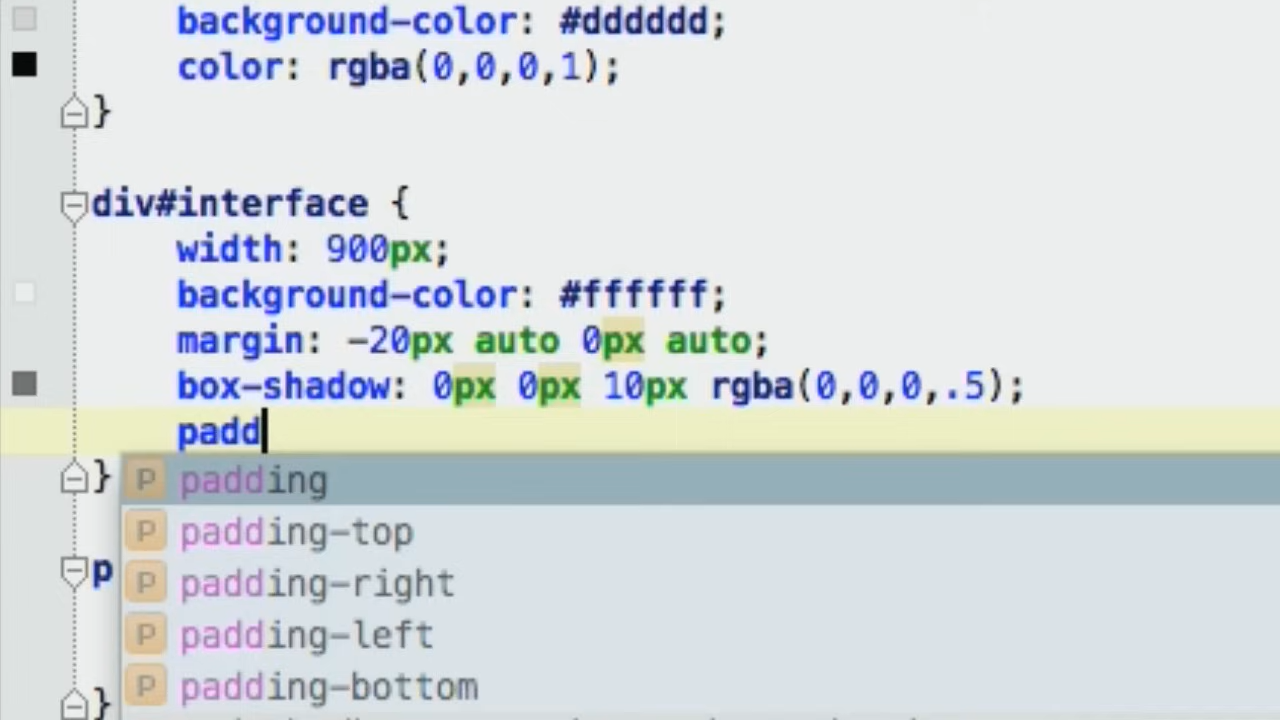 background-color: #dddddd;
color: rgba(0,0,0,1);
}
div#interface {
width: 900px;
background-color: #ffffff;
margin: -20px auto 0px auto;
box-shadow: 0px 0px 10px rgba(0,0,0,.5);
padd
}
P padding
P padding-top
p
P padding-right
P padding-left
P padding-bottom
}